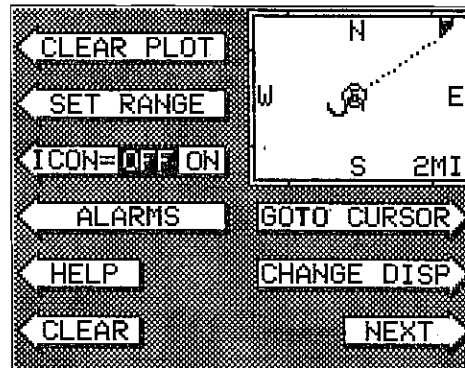 CLEAR PLOT
SET RANGE
ICON=OFF ON
ALARMS
HELP
CLEAR
N
W E
S 2MI
GOTO CURSOR
CHANGE DISP
NEXT